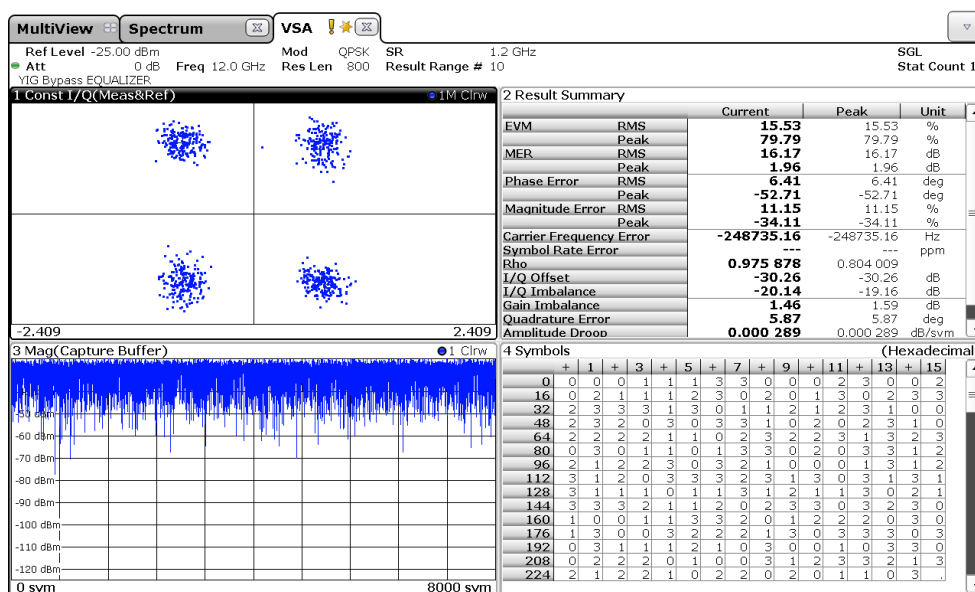 MultiView Spectrum VSA
Ref Level -25.00 dBm Mod QPSK SR 1.2 GHz SGL
Att 0 dB Freq 12.0 GHz Res Len 800 Result Range # 10 Stat Count 1
YIG Bypass EQUALIZER
1 Const I/Q(Meas&Ref) 1M Clrw
-2.409 2.409
2 Result Summary
Current Peak Unit
EVM RMS 15.53 15.53 %
Peak 79.79 79.79 %
MER RMS 16.17 16.17 dB
Peak 1.96 1.96 dB
Phase Error RMS 6.41 6.41 deg
Peak -52.71 -52.71 deg
Magnitude Error RMS 11.15 11.15 %
Peak -34.11 -34.11 %
Carrier Frequency Error -248735.16 -248735.16 Hz
Symbol Rate Error --- --- ppm
Rho 0.975 878 0.804 009
I/Q Offset -30.26 -30.26 dB
I/Q Imbalance -20.14 -19.16 dB
Gain Imbalance 1.46 1.59 dB
Quadrature Error 5.87 5.87 deg
Amplitude Droop 0.000 289 0.000 289 dB/sym
3 Mag(Capture Buffer) 1 Clrw
-60 dBm
-70 dBm
-80 dBm
-90 dBm
-100 dBm
-110 dBm
-120 dBm
0 sym 8000 sym
4 Symbols (Hexadecimal
+ 1 + 3 + 5 + 7 + 9 + 11 + 13 + 15
0 0 0 0 1 1 1 3 3 0 0 0 2 3 0 0 2
16 0 2 1 1 1 2 3 0 2 0 1 3 0 2 3 3
32 2 3 3 3 1 3 0 1 1 2 1 2 3 1 0 0
48 2 3 2 0 3 0 3 3 1 0 2 0 2 3 1 0
64 2 2 2 2 1 1 0 2 3 2 2 3 1 3 2 3
80 0 3 0 1 1 0 1 3 3 0 2 0 3 3 1 2
96 2 1 2 2 3 0 3 2 1 0 0 0 1 3 1 2
112 3 1 2 0 3 3 3 2 3 1 3 0 3 1 3 1
128 3 1 1 1 0 1 1 3 1 2 1 1 3 0 2 1
144 3 3 3 2 1 1 2 0 2 3 3 0 3 2 3 0
160 1 0 0 1 1 3 3 2 0 1 2 2 2 0 3 0
176 1 3 0 0 3 2 2 2 1 3 0 3 3 3 3 0
192 0 3 1 1 1 2 1 0 3 0 0 1 0 3 3 0
208 0 2 2 2 0 1 0 0 3 1 2 3 3 2 1 3
224 2 1 2 2 1 0 2 2 0 2 0 1 1 0 3 .